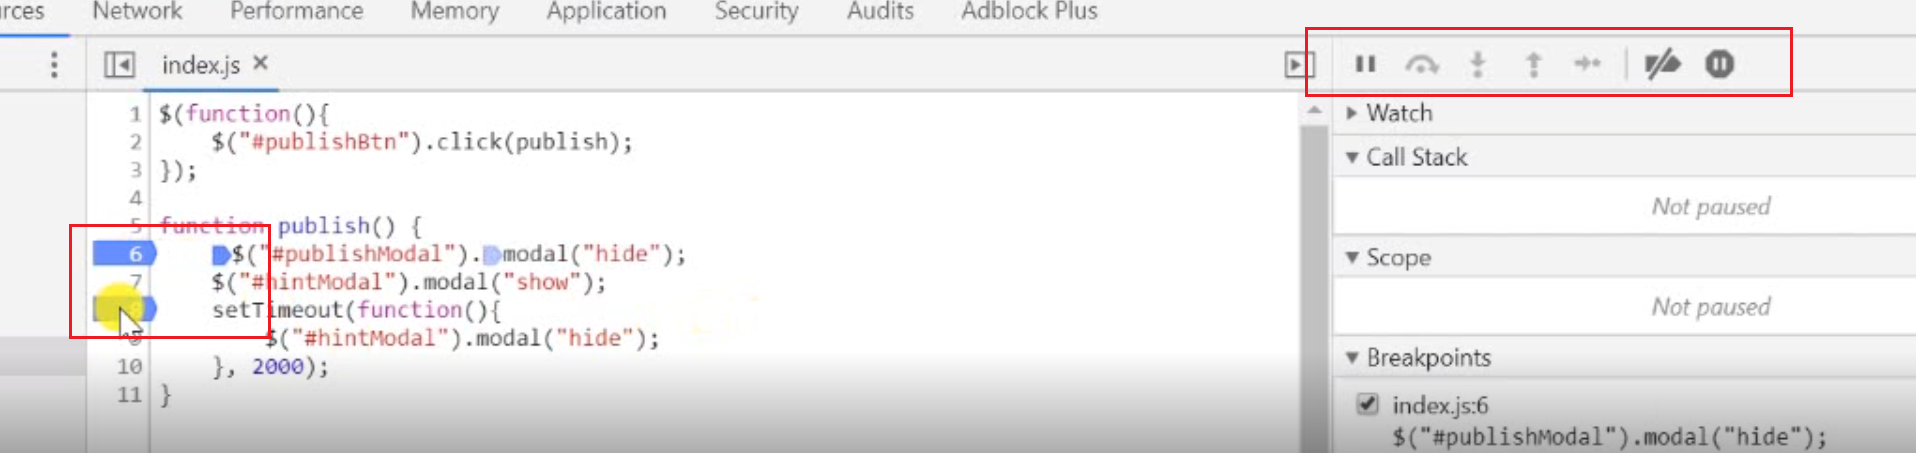 rces Network Performance Memory Application Security Audits Adblock Plus
index.js ×
1 $(function(){
2 $("#publishBtn").click(publish);
3 });
4
5 function publish() {
6 $("#publishModal").modal("hide");
7 $("#hintModal").modal("show");
setTimeout(function(){
9 $("#hintModal").modal("hide");
10 }, 2000);
11 }
Watch
Call Stack
Not paused
Scope
Not paused
Breakpoints
index.js:6
$("#publishModal").modal("hide");